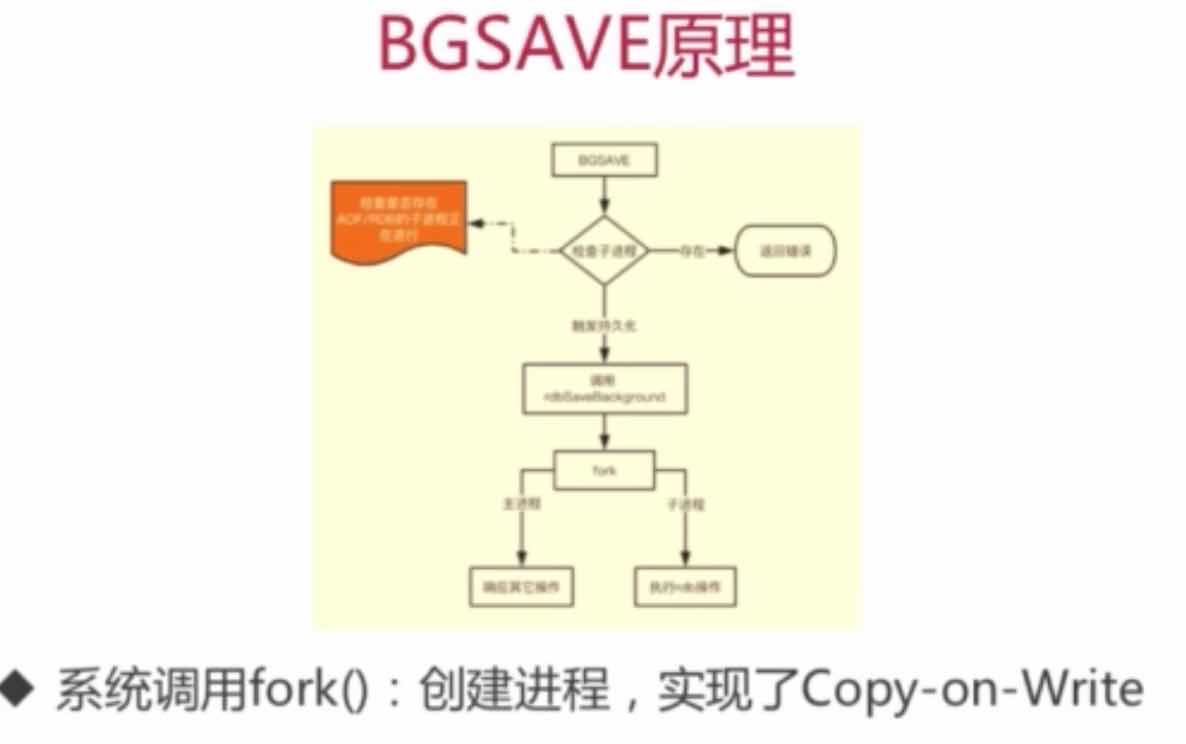 BGSAVE原理
BGSAVE
检查是否存在
AOF/RDB的子进程正
在进行
检查子进程
存在
返回错误
触发持久化
调用
rdbSaveBackground
fork
主进程
子进程
响应其它操作
执行rdb操作
◆ 系统调用fork()：创建进程，实现了Copy-on-Write